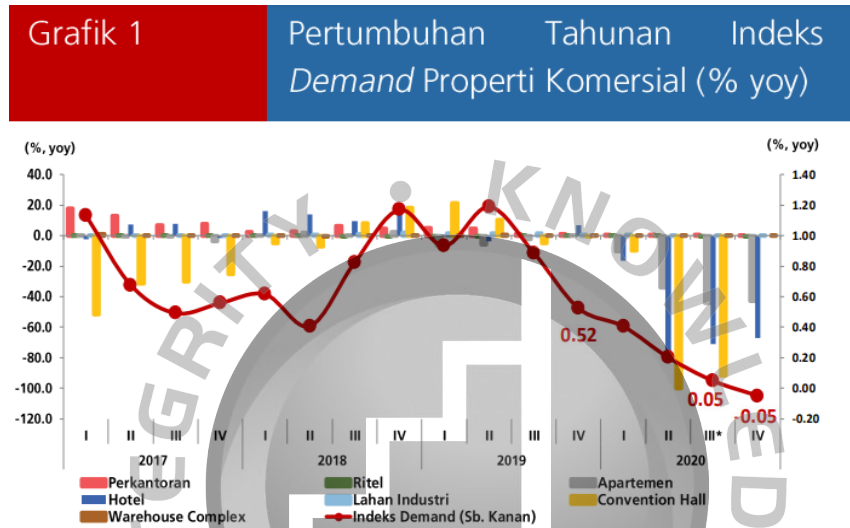 Grafik 1
Pertumbuhan Tahunan Indeks
Demand Properti Komersial (% yoy)
(%, yoy)
(%, yoy)
40.0
20.0
0.0
-20.0
-40.0
-60.0
-80.0
-100.0
-120.0
1.40
1.20
1.00
0.80
0.60
0.40
0.20
0.00
-0.20
0.52
0.05
-0.05
I II III IV I II III IV I II III IV I II III* IV
2017 2018 2019 2020
Perkantoran Ritel Apartemen
Hotel Lahan Industri Convention Hall
Warehouse Complex Indeks Demand (Sb. Kanan)
EGRITY • KNOWLED